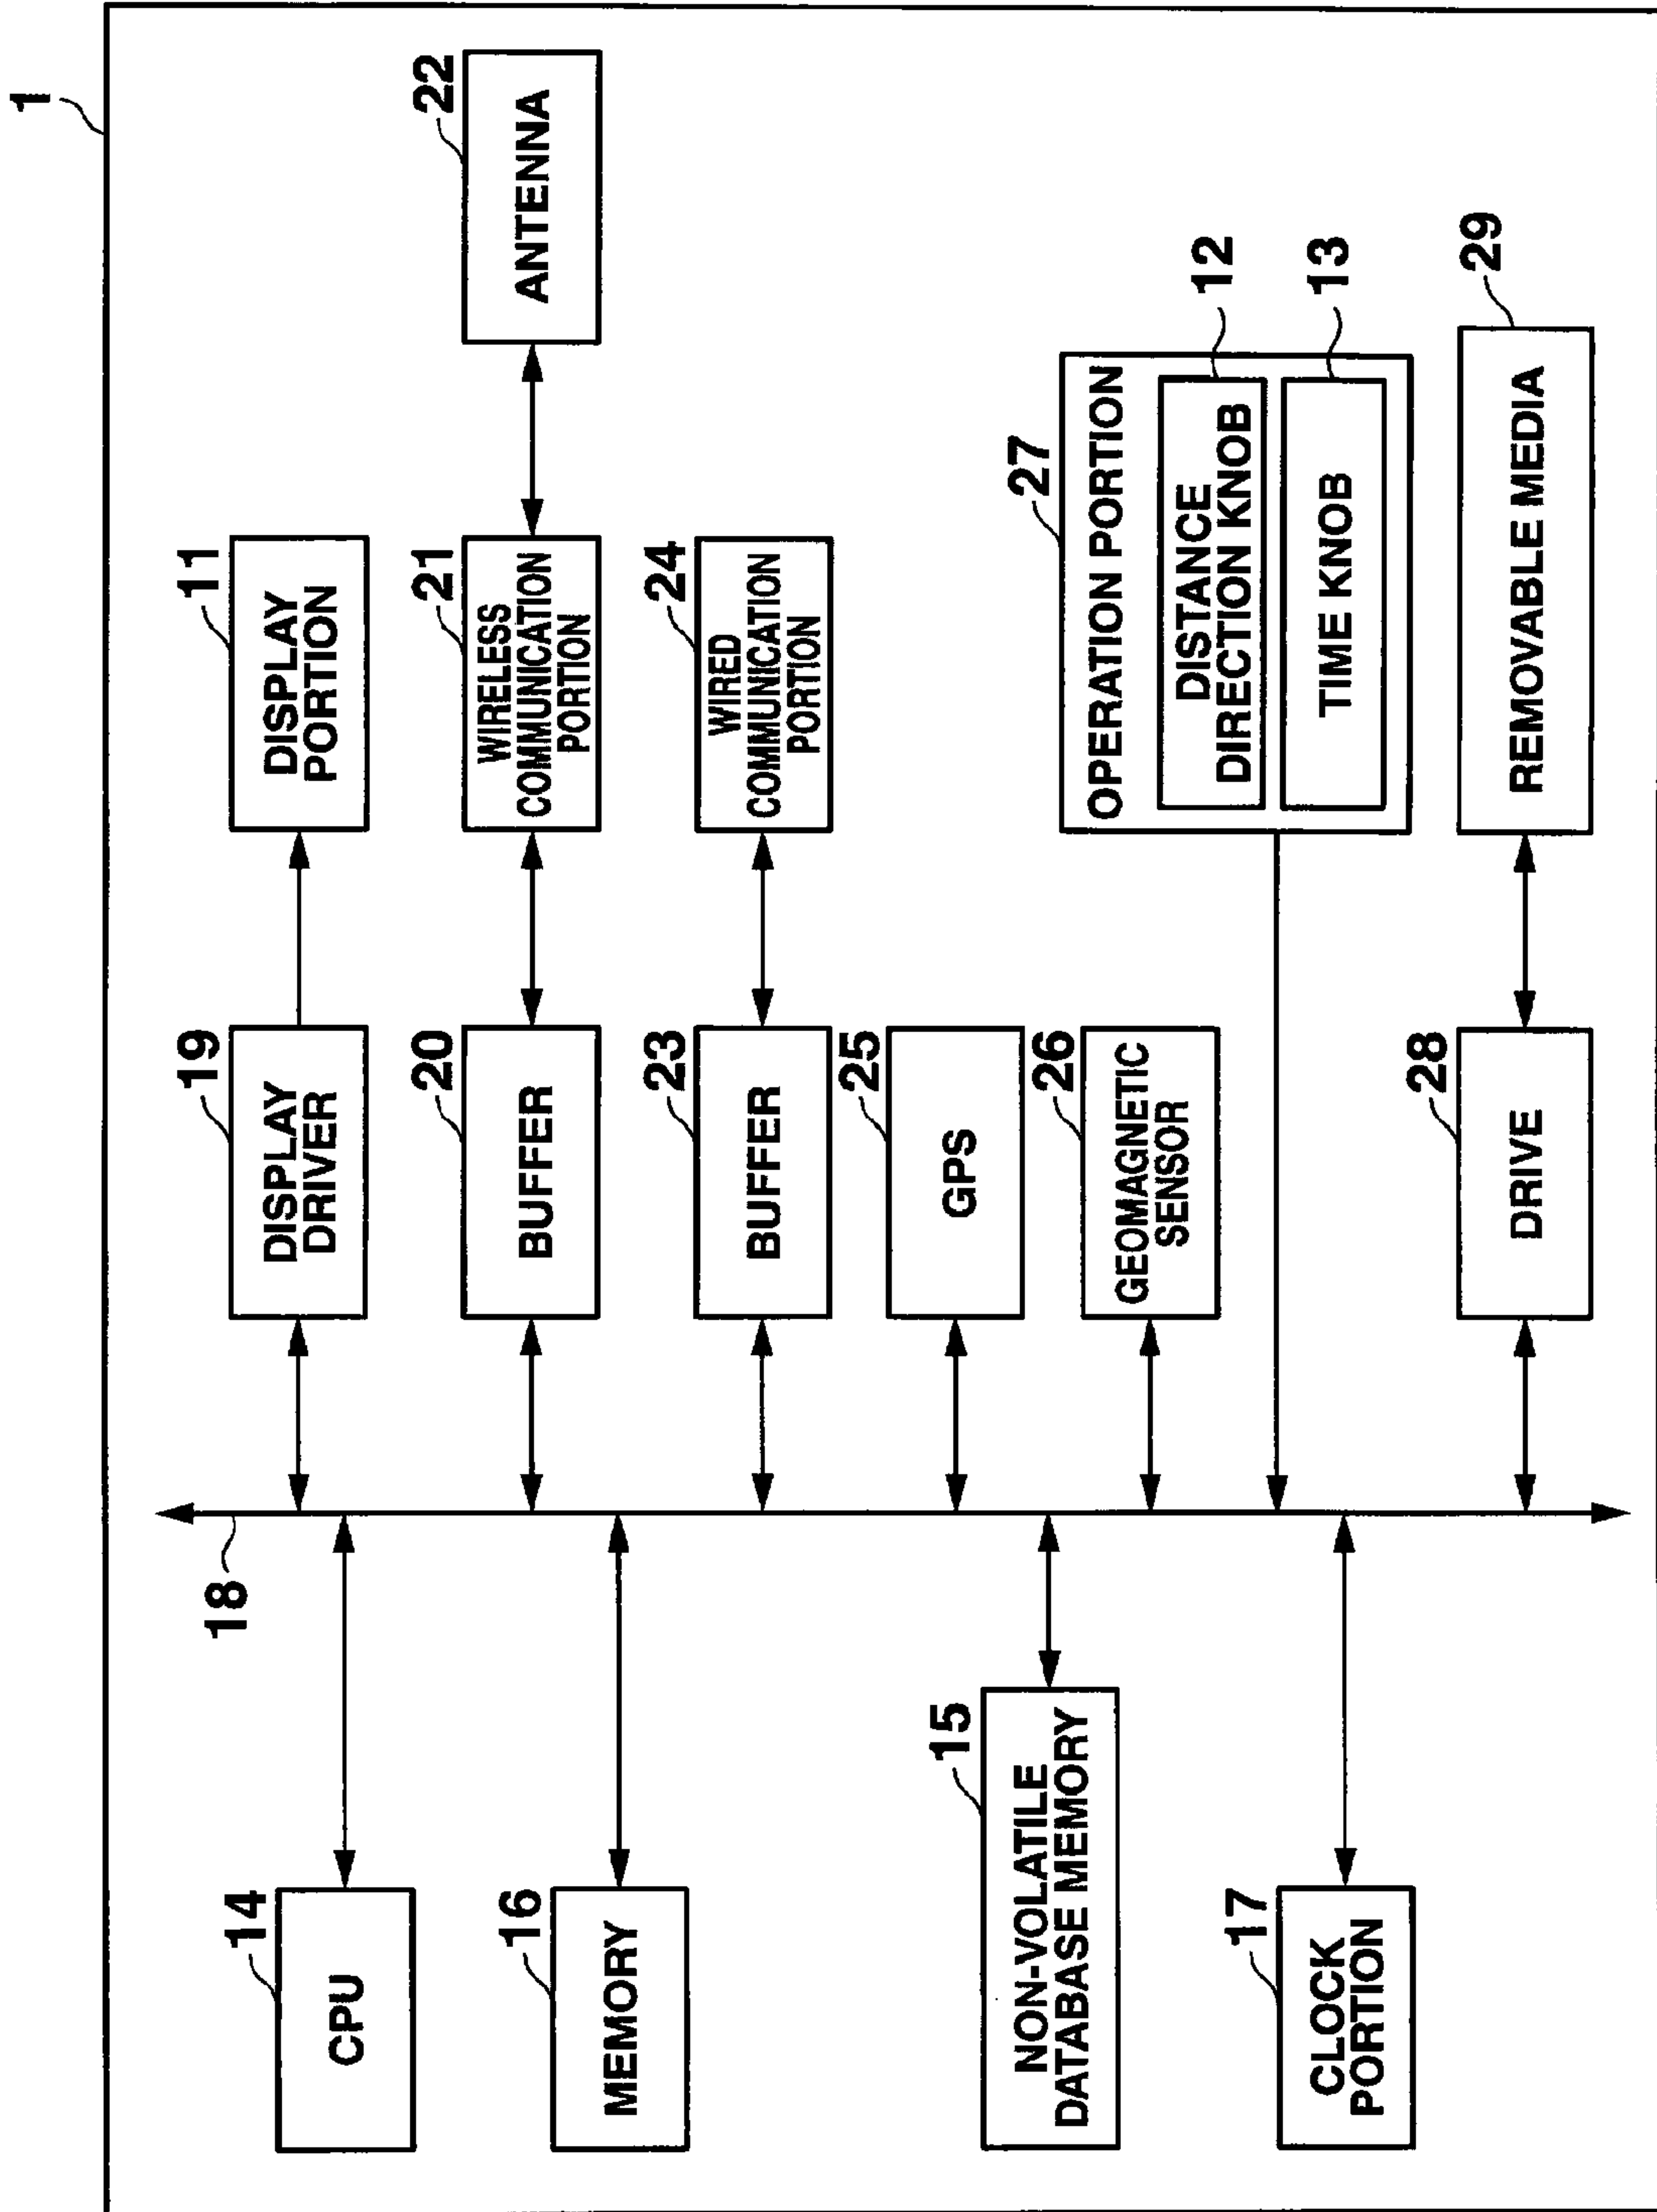 1
14
CPU
16
MEMORY
15
NON-VOLATILE
DATABASE MEMORY
17
CLOCK
PORTION
18
19
DISPLAY
DRIVER
11
DISPLAY
PORTION
20
BUFFER
21
WIRELESS
COMMUNICATION
PORTION
22
ANTENNA
23
BUFFER
24
WIRED
COMMUNICATION
PORTION
25
GPS
26
GEOMAGNETIC
SENSOR
27
OPERATION PORTION
12
DISTANCE
DIRECTION KNOB
13
TIME KNOB
28
DRIVE
29
REMOVABLE MEDIA